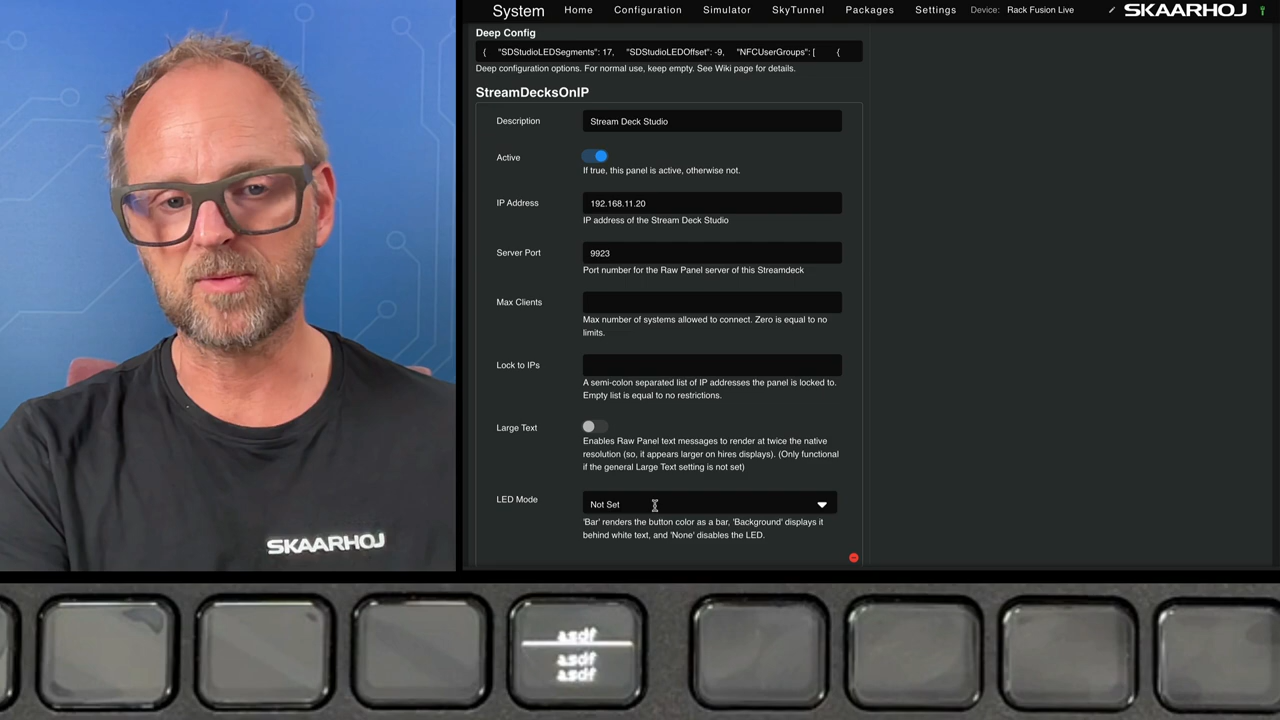 System
Home
Configuration
Simulator
SkyTunnel
Packages
Settings
Device:
Rack Fusion Live
SKAARHOJ
Deep Config
{ "SDStudioLEDSegments": 17, "SDStudioLEDOffset": -9, "NFCUserGroups": [ {
Deep configuration options. For normal use, keep empty. See Wiki page for details.
StreamDecksOnIP
Description
Stream Deck Studio
Active
If true, this panel is active, otherwise not.
IP Address
192.168.11.20
IP address of the Stream Deck Studio
Server Port
9923
Port number for the Raw Panel server of this Streamdeck
Max Clients
Max number of systems allowed to connect. Zero is equal to no
limits.
Lock to IPs
A semi-colon separated list of IP addresses the panel is locked to.
Empty list is equal to no restrictions.
Large Text
Enables Raw Panel text messages to render at twice the native
resolution (so, it appears larger on hires displays). (Only functional
if the general Large Text setting is not set)
LED Mode
Not Set
'Bar' renders the button color as a bar, 'Background' displays it
behind white text, and 'None' disables the LED.
SKAARHOJ
asdf
asdf
asdf